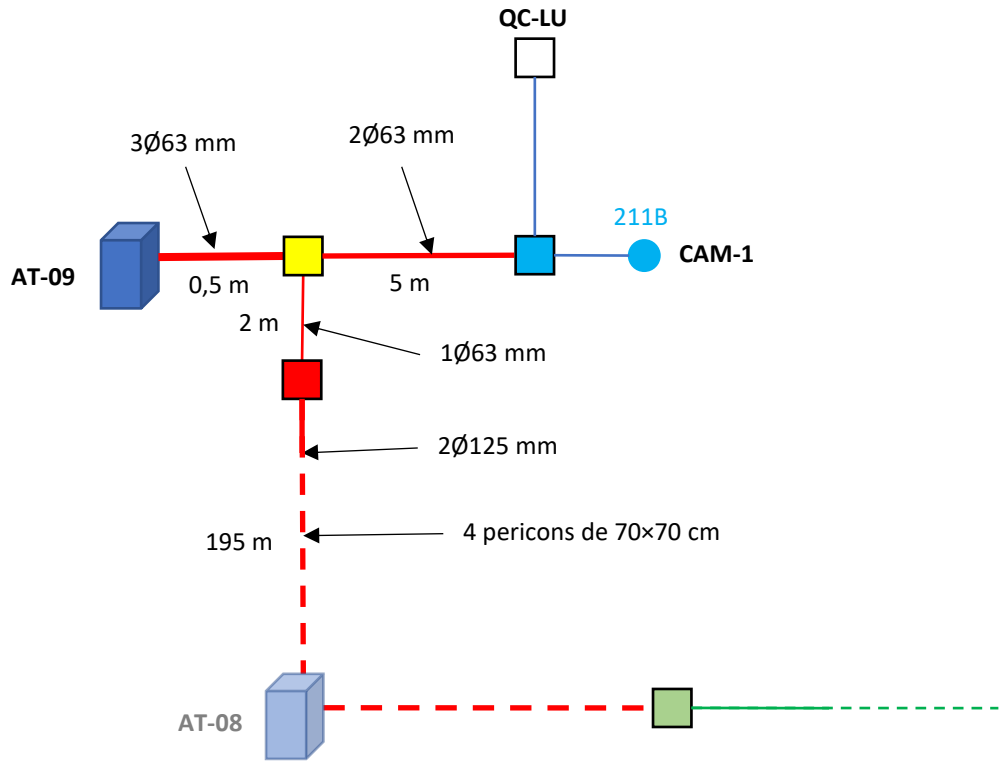 QC-LU
3Ø63 mm
2Ø63 mm
211B
CAM-1
AT-09
0,5 m
5 m
2 m
1Ø63 mm
2Ø125 mm
195 m
4 pericons de 70×70 cm
AT-08